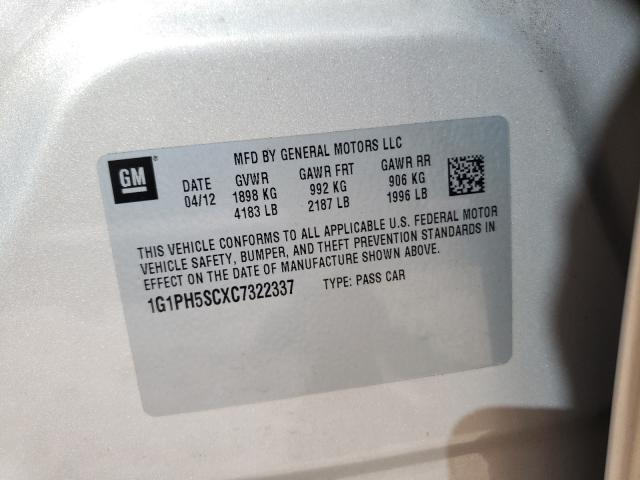 GM
MFD BY GENERAL MOTORS LLC
DATE GVWR GAWR FRT GAWR RR
04/12 1898 KG 992 KG 906 KG
4183 LB 2187 LB 1996 LB
THIS VEHICLE CONFORMS TO ALL APPLICABLE U.S. FEDERAL MOTOR
VEHICLE SAFETY, BUMPER, AND THEFT PREVENTION STANDARDS IN
EFFECT ON THE DATE OF MANUFACTURE SHOWN ABOVE.
1G1PH5SCXC7322337 TYPE: PASS CAR